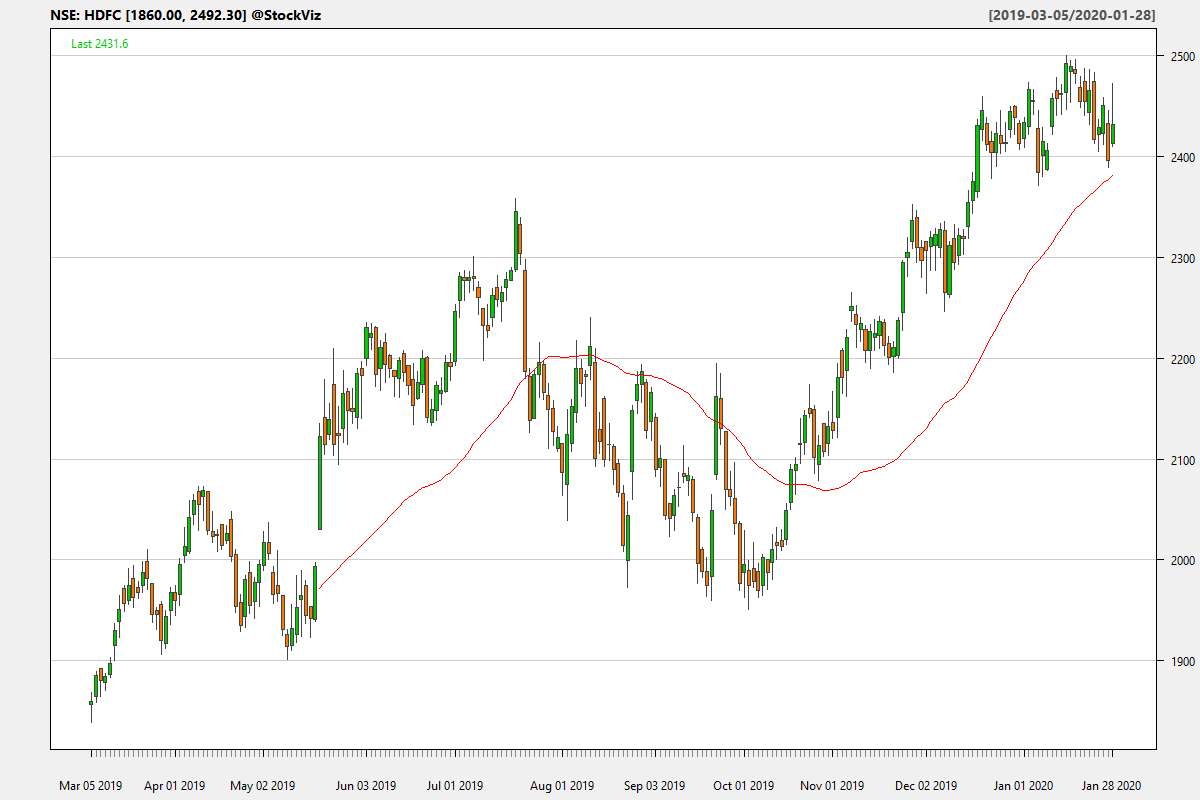 NSE: HDFC [1860.00, 2492.30] @StockViz
[2019-03-05/2020-01-28]
Last 2431.6
2500
2400
2300
2200
2100
2000
1900
Mar 05 2019 Apr 01 2019 May 02 2019 Jun 03 2019 Jul 01 2019 Aug 01 2019 Sep 03 2019 Oct 01 2019 Nov 01 2019 Dec 02 2019 Jan 01 2020 Jan 28 2020